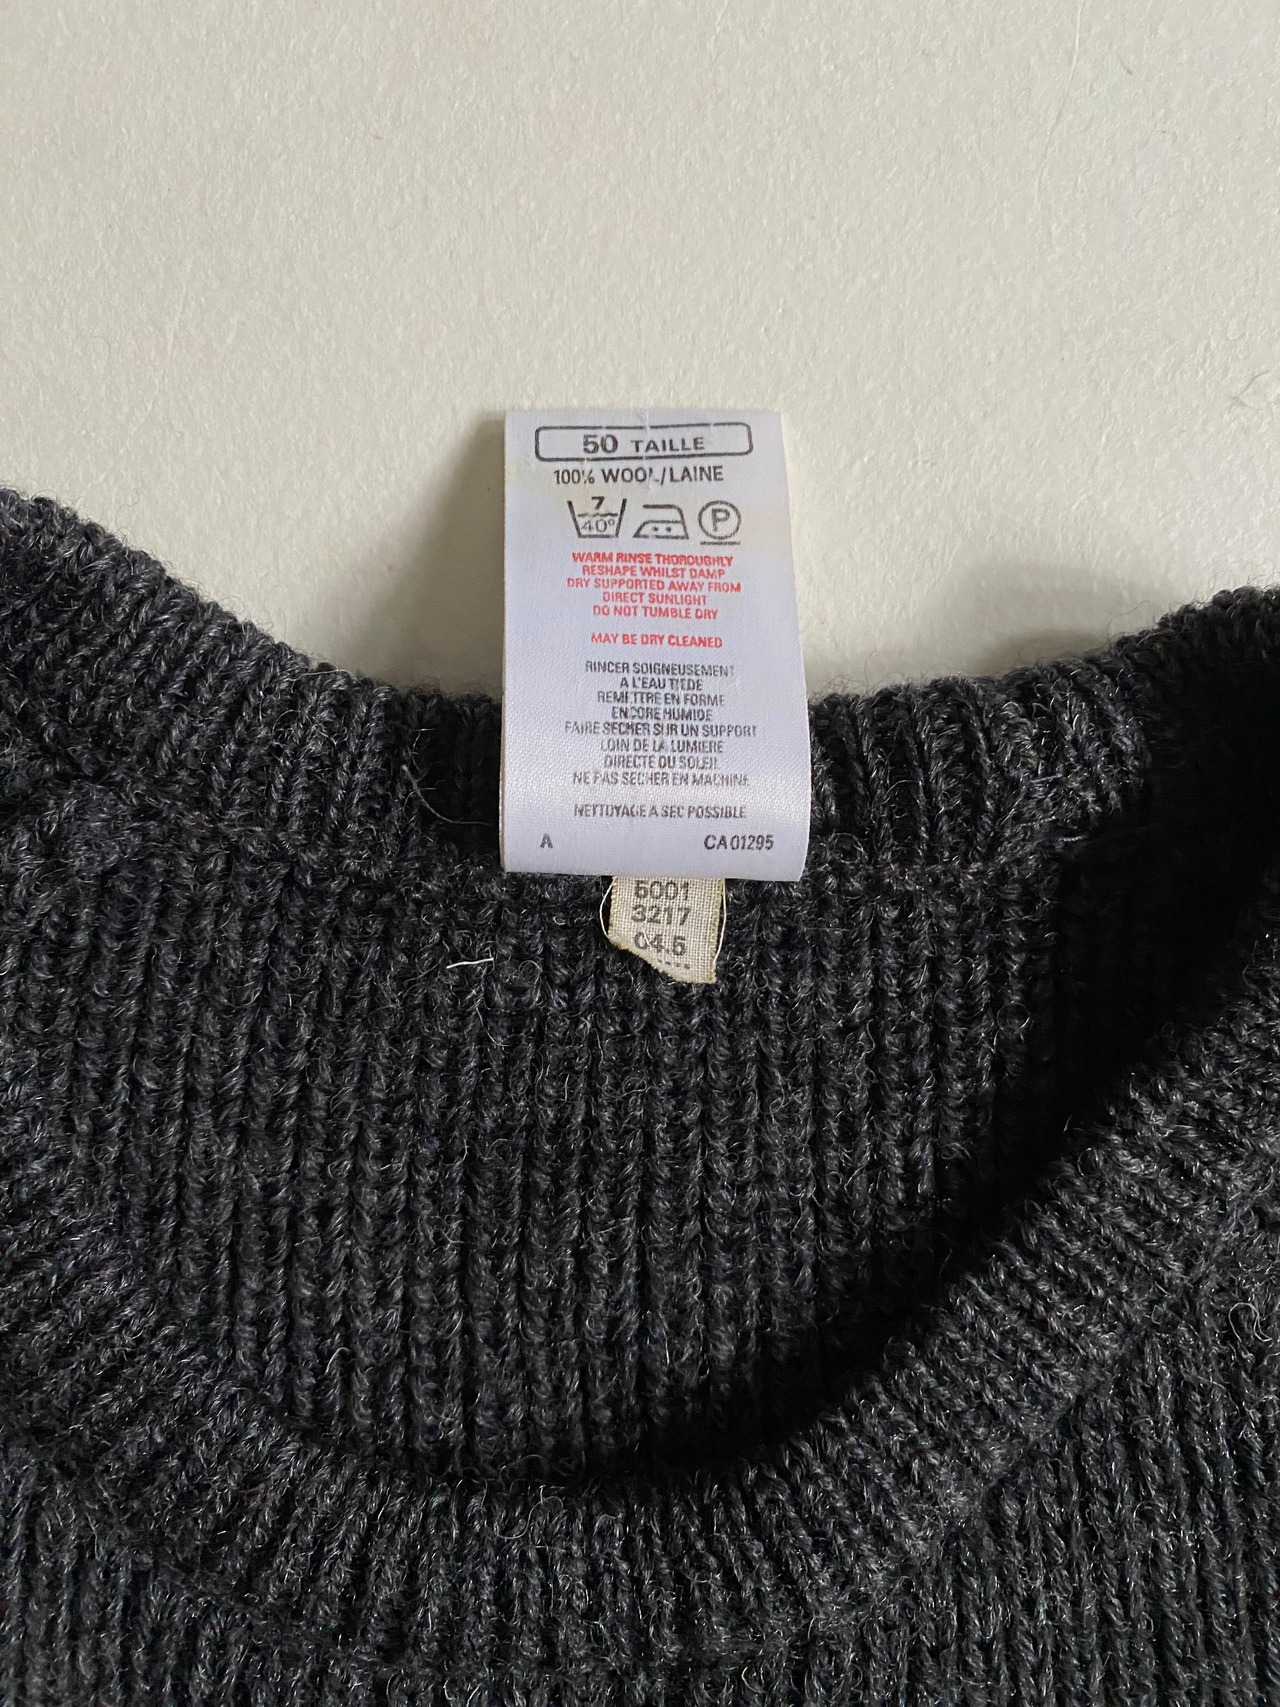 50 TAILLE
100% WOOL/LAINE
7
40°
P
WARM RINSE THOROUGHLY
RESHAPE WHILST DAMP
DRY SUPPORTED AWAY FROM
DIRECT SUNLIGHT
DO NOT TUMBLE DRY
MAY BE DRY CLEANED
RINCER SOIGNEUSEMENT
A L'EAU TIEDE
REMETTRE EN FORME
ENCORE HUMIDE
FAIRE SECHER SUR UN SUPPORT
LOIN DE LA LUMIERE
DIRECTE DU SOLEIL
NE PAS SECHER EN MACHINE
NETTOYAGE A SEC POSSIBLE
A CA01295
5001
3217
04.5